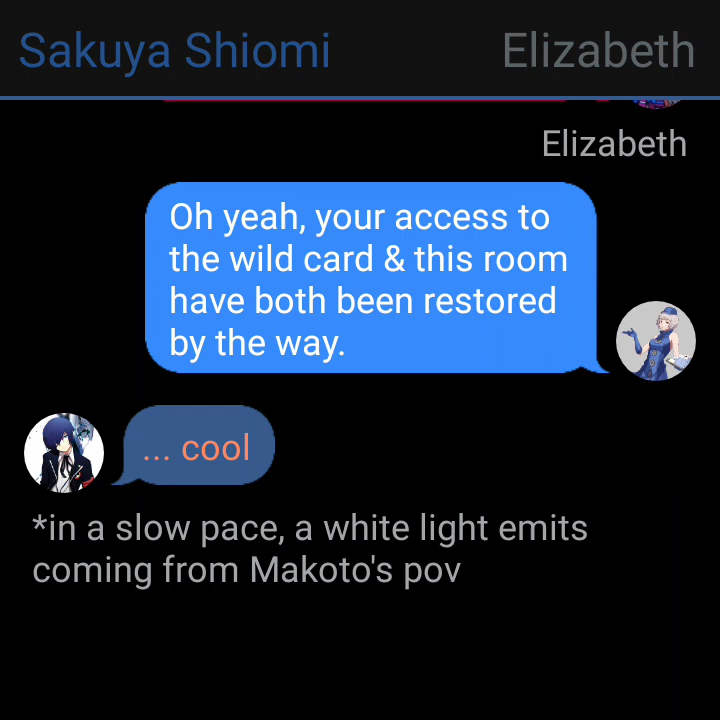 Sakuya Shiomi Elizabeth
Elizabeth
Oh yeah, your access to
the wild card & this room
have both been restored
by the way.
... cool
*in a slow pace, a white light emits
coming from Makoto's pov